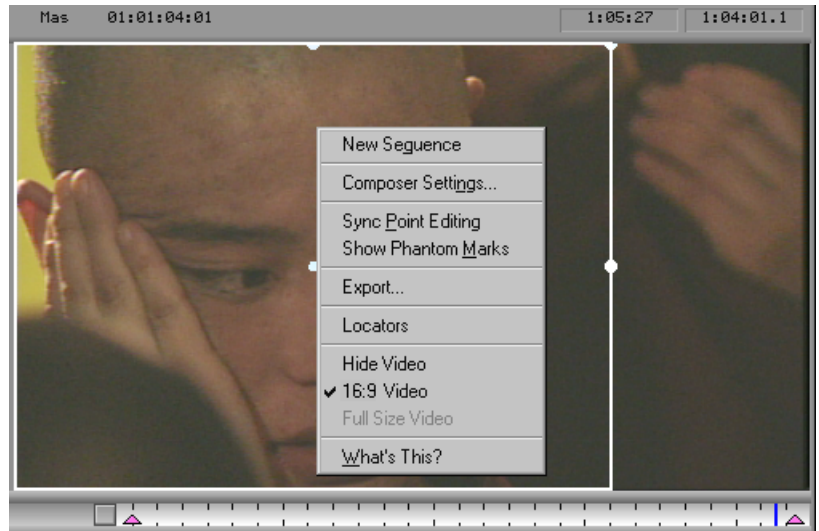 Mas 01:01:04:01 1:05:27 1:04:01.1
New Sequence
Composer Settings...
Sync Point Editing
Show Phantom Marks
Export...
Locators
Hide Video
✔ 16:9 Video
Full Size Video
What's This?